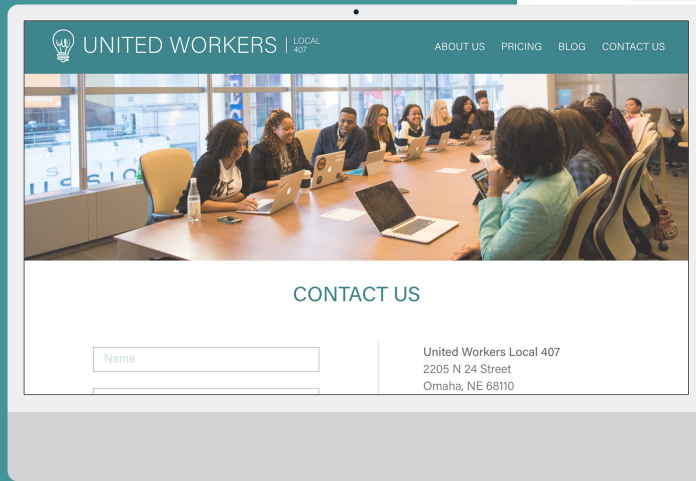 UNITED WORKERS
LOCAL
407
ABOUT US
PRICING
BLOG
CONTACT US
CONTACT US
Name
United Workers Local 407
2205 N 24 Street
Omaha, NE 68110